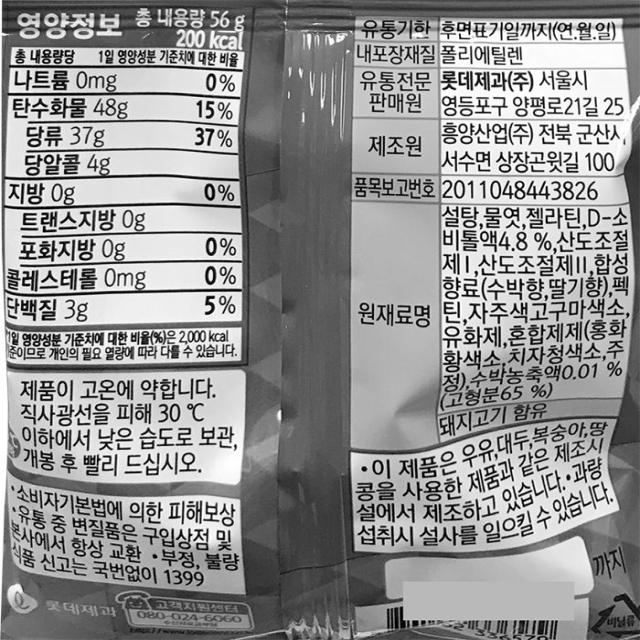 영양정보 총 내용량 56 g
200 kcal
총 내용량당 1일 영양성분 기준치에 대한 비율
나트륨 0mg 0%
탄수화물 48g 15%
당류 37g 37%
당알콜 4g
지방 0g 0%
트랜스지방 0g
포화지방 0g 0%
콜레스테롤 0mg 0%
단백질 3g 5%
1일 영양성분 기준치에 대한 비율(%)은 2,000 kcal
기준이므로 개인의 필요 열량에 따라 다를 수 있습니다.
제품이 고온에 약합니다.
직사광선을 피해 30 ℃
이하에서 낮은 습도로 보관,
개봉 후 빨리 드십시오.
•소비자기본법에 의한 피해보상
•유통 중 변질품은 구입상점 및
본사에서 항상 교환 •부정, 불량
식품 신고는 국번없이 1399
롯데제과 고객지원센터
080-024-6060
유통기한 후면표기일까지(연.월.일)
내포장재질 폴리에틸렌
유통전문 롯데제과(주) 서울시
판매원 영등포구 양평로21길 25
제조원 흥양산업(주) 전북 군산시
서수면 상장곤윗길 100
품목보고번호 2011048443826
원재료명
설탕,물엿,젤라틴,D-소
비톨액4.8 %,산도조절
제I,산도조절제II,합성
향료(수박향,딸기향),펙
틴,자주색고구마색소,
유화제,혼합제제(홍화
황색소,치자청색소,주
정),수박농축액0.01 %
(고형분65 %)
돼지고기 함유
•이 제품은 우유,대두,복숭아,땅
콩을 사용한 제품과 같은 제조시
설에서 제조하고 있습니다.•과량
섭취시 설사를 일으킬 수 있습니다.
까지
비닐류